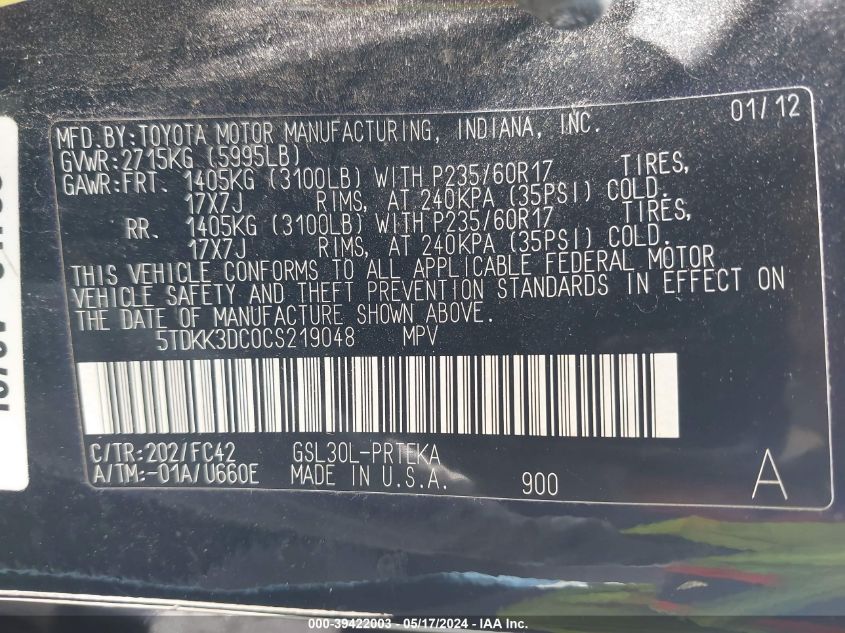 01/12
MFD.BY:TOYOTA MOTOR MANUFACTURING, INDIANA, INC.
GVWR:2715KG (5995LB)
GAWR:FRT. 1405KG (3100LB) WITH P235/60R17 TIRES,
17X7J RIMS, AT 240KPA (35PSI) COLD.
RR. 1405KG (3100LB) WITH P235/60R17 TIRES,
17X7J RIMS, AT 240KPA (35PSI) COLD.
THIS VEHICLE CONFORMS TO ALL APPLICABLE FEDERAL MOTOR
VEHICLE SAFETY AND THEFT PREVENTION STANDARDS IN EFFECT ON
THE DATE OF MANUFACTURE SHOWN ABOVE.
5TDKK3DC0CS219048 MPV
C/TR:202/FC42 GSL30L-PRTEKA
A/TM:-01A/U660E MADE IN U.S.A. 900 A
000-39422003 - 05/17/2024 - IAA Inc.